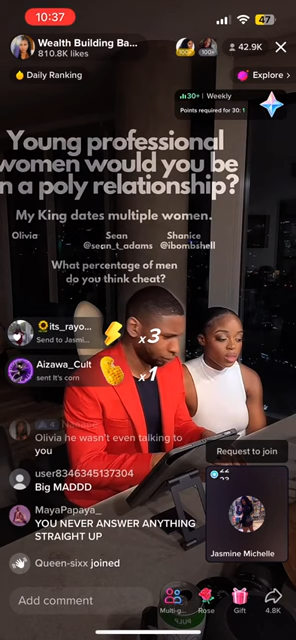 10:37
47
Wealth Building Ba...
810.8K likes
100+
42.9K
Daily Ranking
Explore >
30+ | Weekly
Points required for 30: 1
Young professional
women would you be
n a poly relationship?
My King dates multiple women.
Olivia Sean Shanice
@sean_t_adams @ibombshell
What percentage of men
do you think cheat?
its_rayo...
Send to Jasmi...
x3
Aizawa_Cult
sent It's corn
x1
Olivia he wasn't even talking to
you
Request to join
user8346345137304
Big MADDD
MayaPapaya_
YOU NEVER ANSWER ANYTHING
STRAIGHT UP
Jasmine Michelle
Queen-sixx joined
Add comment
Multi-g...
Rose
Gift
4.8K